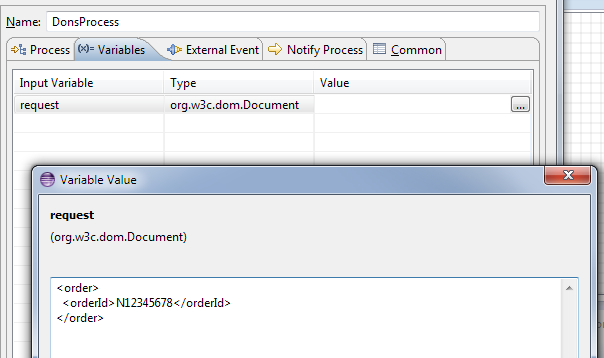 Name: DonsProcess
Process (x)= Variables External Event Notify Process Common
Input Variable Type Value
request org.w3c.dom.Document ...
Variable Value
request
(org.w3c.dom.Document)
<order>
<orderId>N12345678</orderId>
</order>